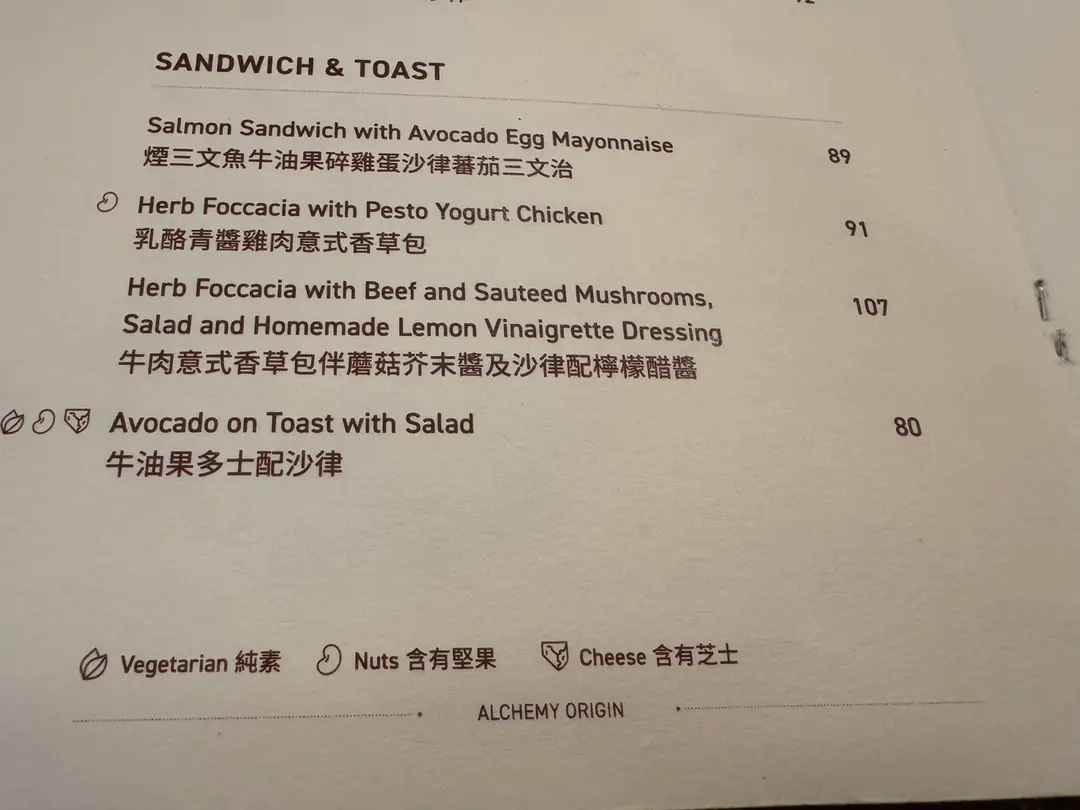 SANDWICH & TOAST
Salmon Sandwich with Avocado Egg Mayonnaise 89
煙三文魚牛油果碎雞蛋沙律蕃茄三文治
Herb Foccacia with Pesto Yogurt Chicken 91
乳酪青醬雞肉意式香草包
Herb Foccacia with Beef and Sauteed Mushrooms, 107
Salad and Homemade Lemon Vinaigrette Dressing
牛肉意式香草包伴蘑菇芥末醬及沙律配檸檬醋醬
Avocado on Toast with Salad 80
牛油果多士配沙律
Vegetarian 純素 Nuts 含有堅果 Cheese 含有芝士
ALCHEMY ORIGIN